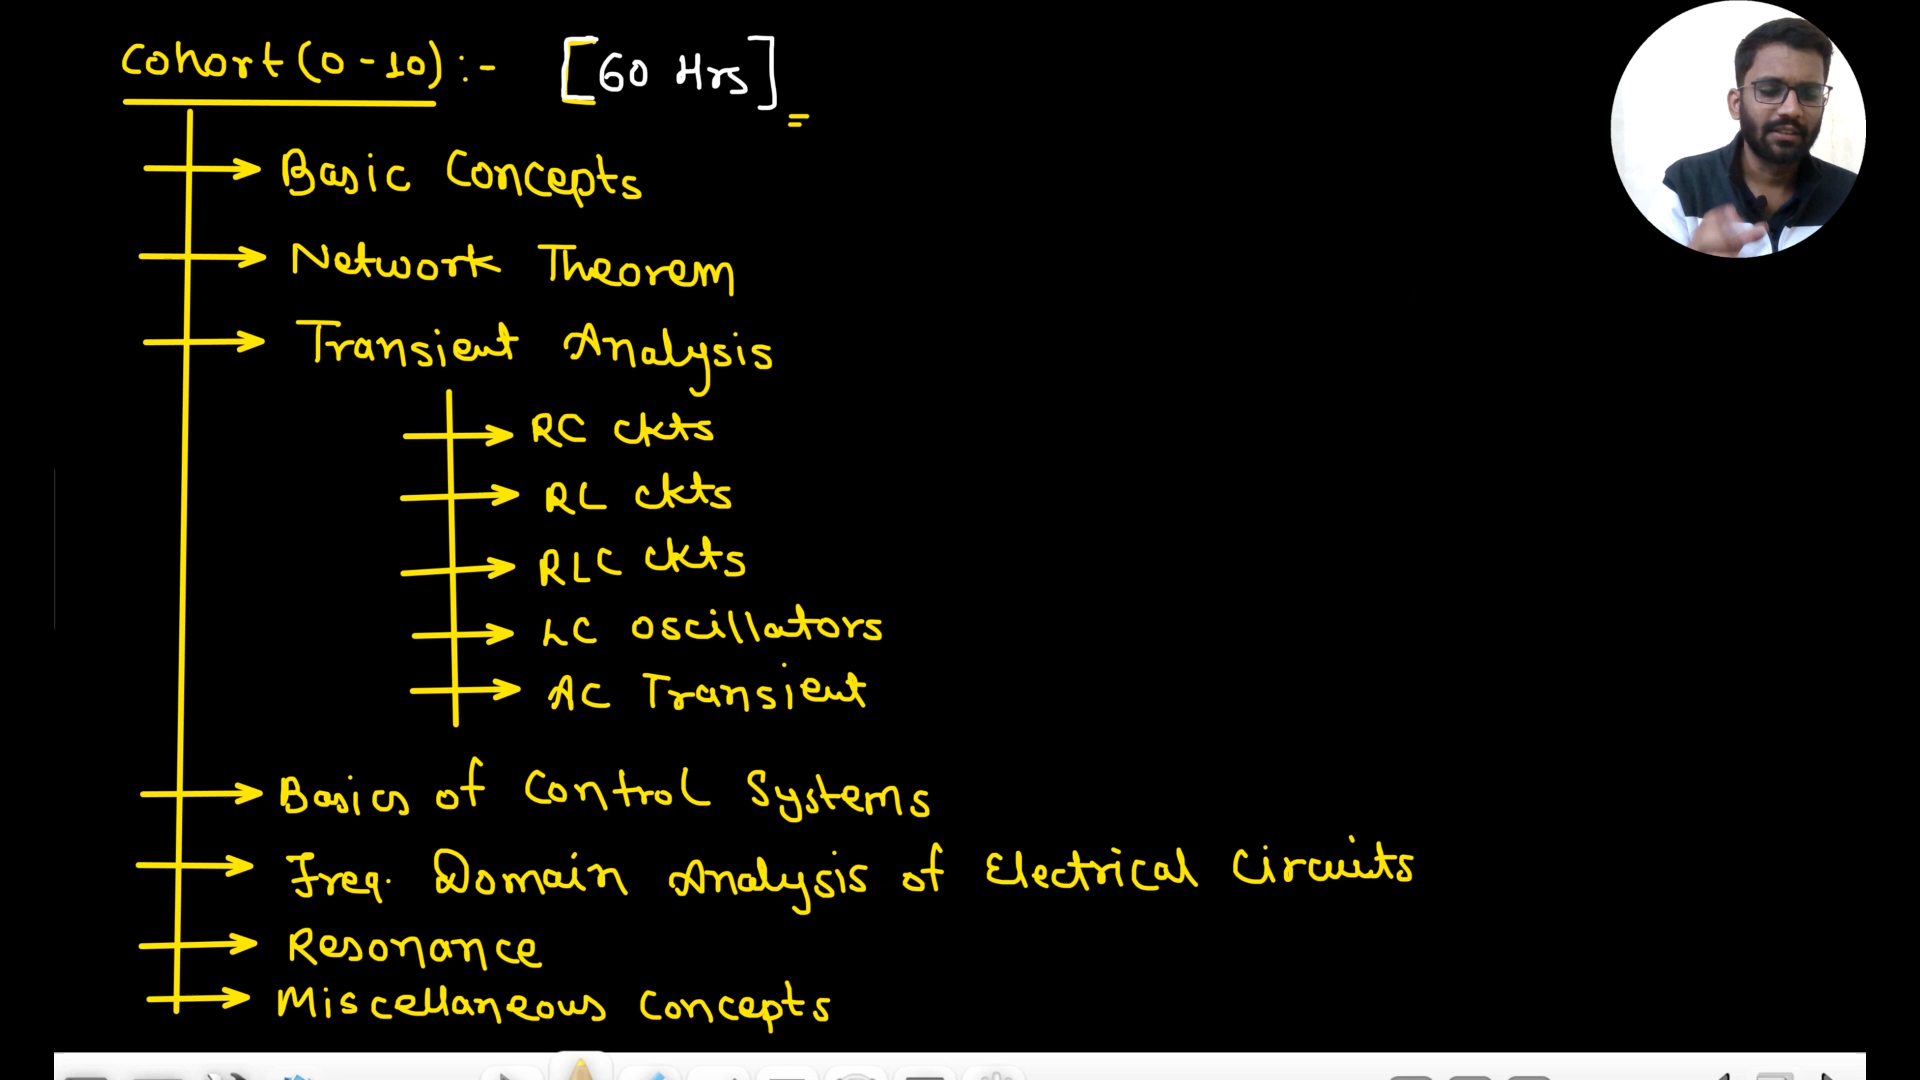 Cohort (0-10) :- [60 Hrs]
Basic Concepts
Network Theorem
Transient Analysis
RC ckts
RL ckts
RLC ckts
LC oscillators
AC Transient
Basics of Control Systems
Freq. Domain Analysis of Electrical Circuits
Resonance
Miscellaneous Concepts